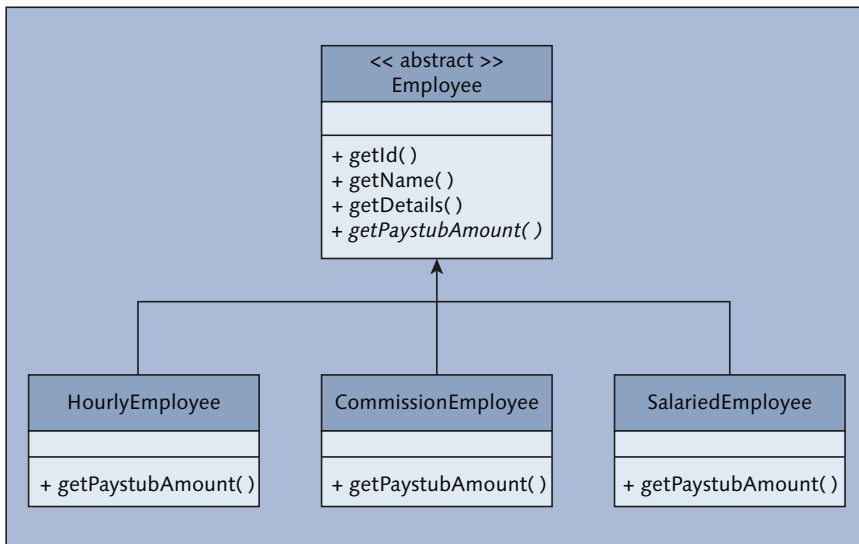 << abstract >>
Employee
+ getId( )
+ getName( )
+ getDetails( )
+ getPaystubAmount( )
HourlyEmployee
+ getPaystubAmount( )
CommissionEmployee
+ getPaystubAmount( )
SalariedEmployee
+ getPaystubAmount( )